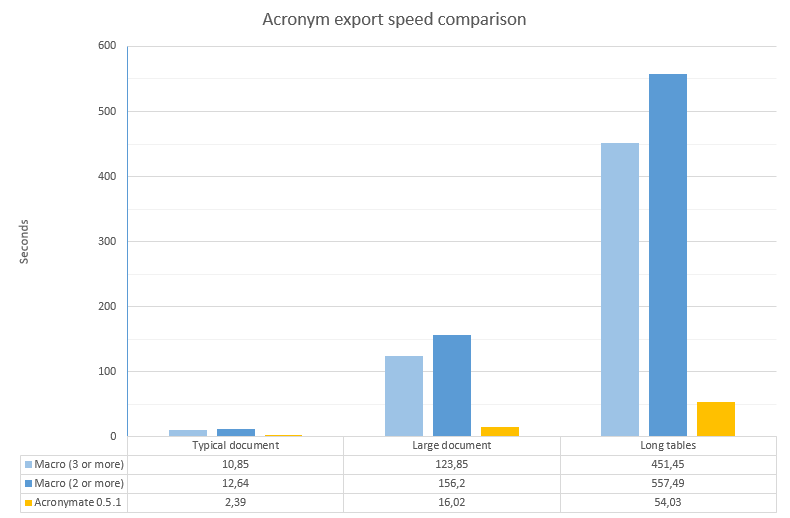 Acronym export speed comparison
600
500
400
300
200
100
0
Seconds
Typical document Large document Long tables
Macro (3 or more) 10,85 123,85 451,45
Macro (2 or more) 12,64 156,2 557,49
Acronymate 0.5.1 2,39 16,02 54,03